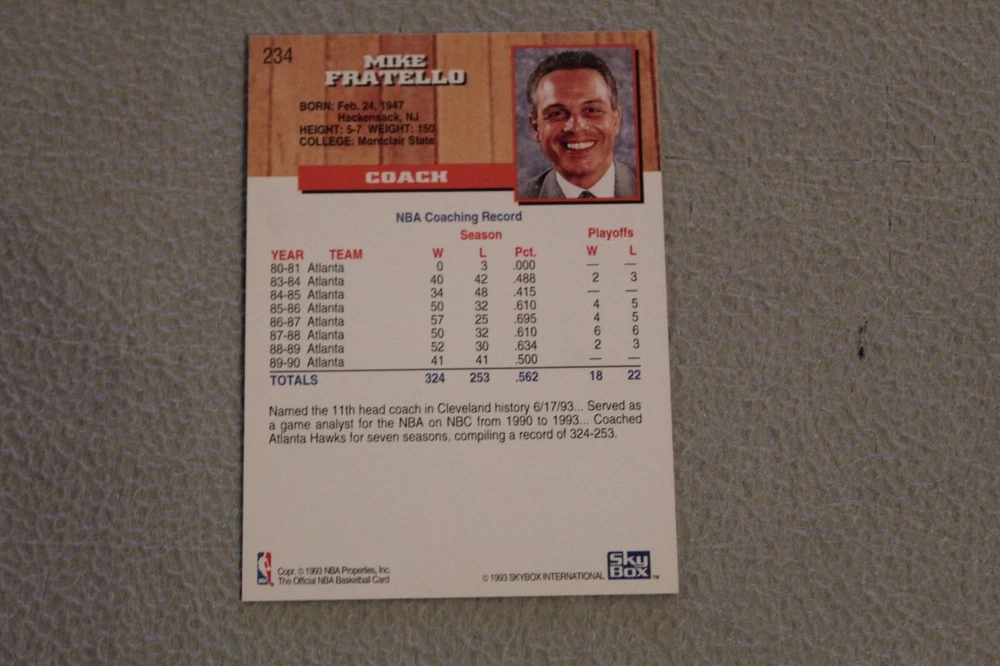 234
MIKE
FRATELLO
BORN: Feb. 24, 1947
Hackensack, NJ
HEIGHT: 5-7 WEIGHT: 150
COLLEGE: Montclair State
COACH
NBA Coaching Record
Season Playoffs
YEAR TEAM W L Pct. W L
80-81 Atlanta 0 3 .000 — —
83-84 Atlanta 40 42 .488 2 3
84-85 Atlanta 34 48 .415 — —
85-86 Atlanta 50 32 .610 4 5
86-87 Atlanta 57 25 .695 4 5
87-88 Atlanta 50 32 .610 6 6
88-89 Atlanta 52 30 .634 2 3
89-90 Atlanta 41 41 .500 — —
TOTALS 324 253 .562 18 22
Named the 11th head coach in Cleveland history 6/17/93... Served as
a game analyst for the NBA on NBC from 1990 to 1993... Coached
Atlanta Hawks for seven seasons, compiling a record of 324-253.
Copr. © 1993 NBA Properties, Inc.
The Official NBA Basketball Card
© 1993 SKYBOX INTERNATIONAL
SkyBox™